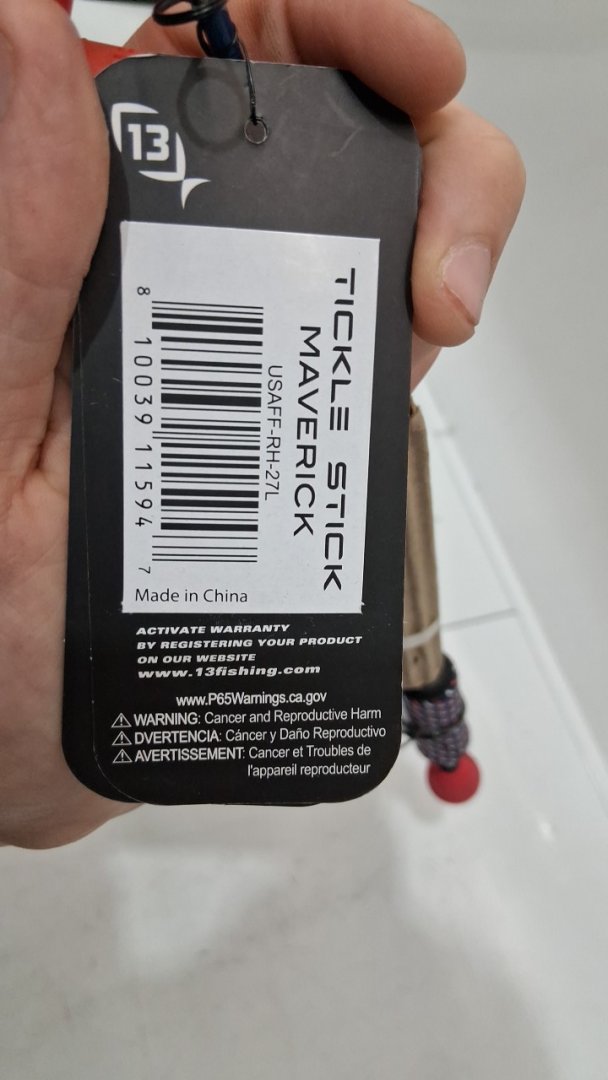 13
TICKLE STICK
MAVERICK
USAFF-RH-27L
8 10039 11594 7
Made in China
ACTIVATE WARRANTY
BY REGISTERING YOUR PRODUCT
ON OUR WEBSITE
www.13fishing.com
www.P65Warnings.ca.gov
WARNING: Cancer and Reproductive Harm
DVERTENCIA: Cáncer y Daño Reproductivo
AVERTISSEMENT: Cancer et Troubles de
l'appareil reproducteur